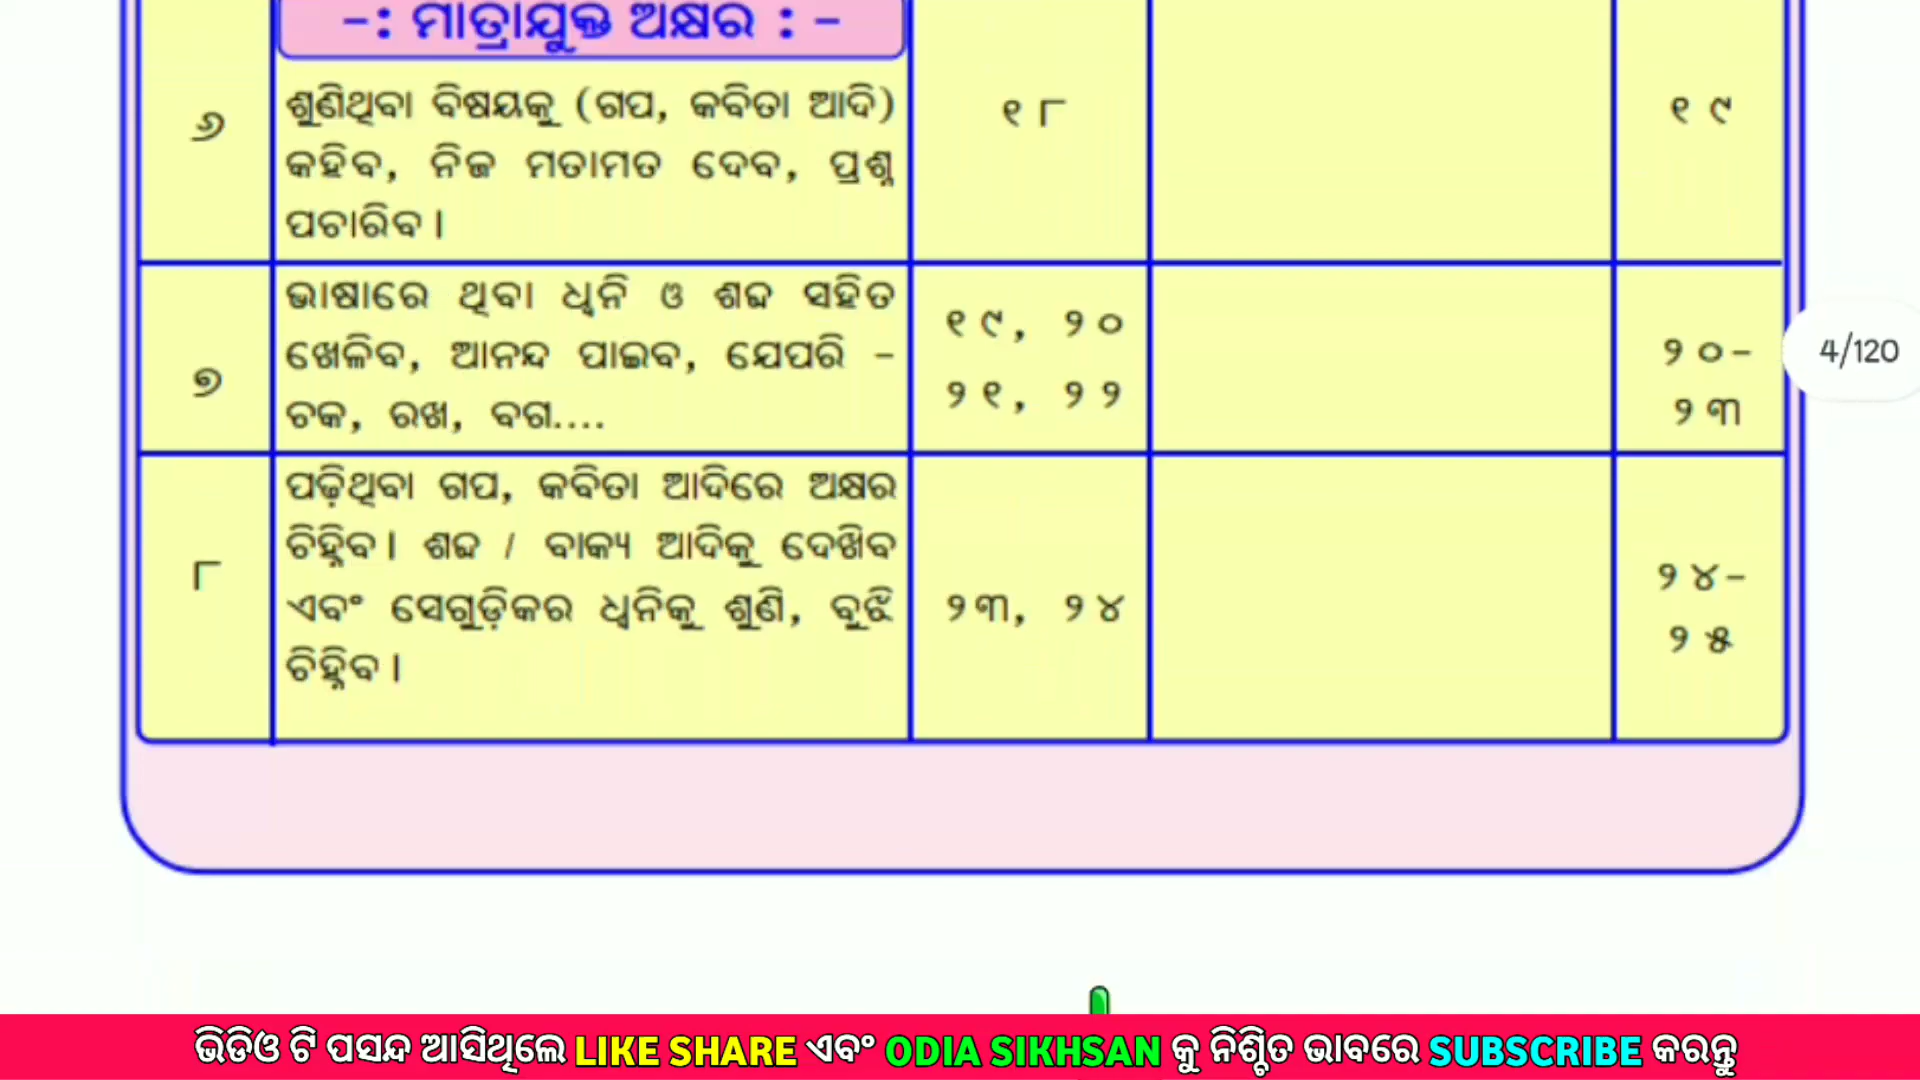 -: ମାତ୍ରାଯୁକ୍ତ ଅକ୍ଷର : -
୬
ଶୁଣିଥିବା ବିଷୟକୁ (ଗପ, କବିତା ଆଦି)
କହିବ, ନିଜ ମତାମତ ଦେବ, ପ୍ରଶ୍ନ
ପଚାରିବ।
୧୮
୧୯
୭
ଭାଷାରେ ଥିବା ଧ୍ୱନି ଓ ଶବ୍ଦ ସହିତ
ଖେଳିବ, ଆନନ୍ଦ ପାଇବ, ଯେପରି -
ଚକ, ରଖ, ବଗ....
୧୯, ୨୦
୨୧, ୨୨
୨୦-
୨୩
4/120
୮
ପଢ଼ିଥିବା ଗପ, କବିତା ଆଦିରେ ଅକ୍ଷର
ଚିହ୍ନିବ। ଶବ୍ଦ / ବାକ୍ୟ ଆଦିକୁ ଦେଖିବ
ଏବଂ ସେଗୁଡ଼ିକର ଧ୍ୱନିକୁ ଶୁଣି, ବୁଝି
ଚିହ୍ନିବ।
୨୩, ୨୪
୨୪-
୨୫
ଭିଡିଓ ଟି ପସନ୍ଦ ଆସିଥିଲେ LIKE SHARE ଏବଂ ODIA SIKHSAN କୁ ନିଶ୍ଚିତ ଭାବରେ SUBSCRIBE କରନ୍ତୁ